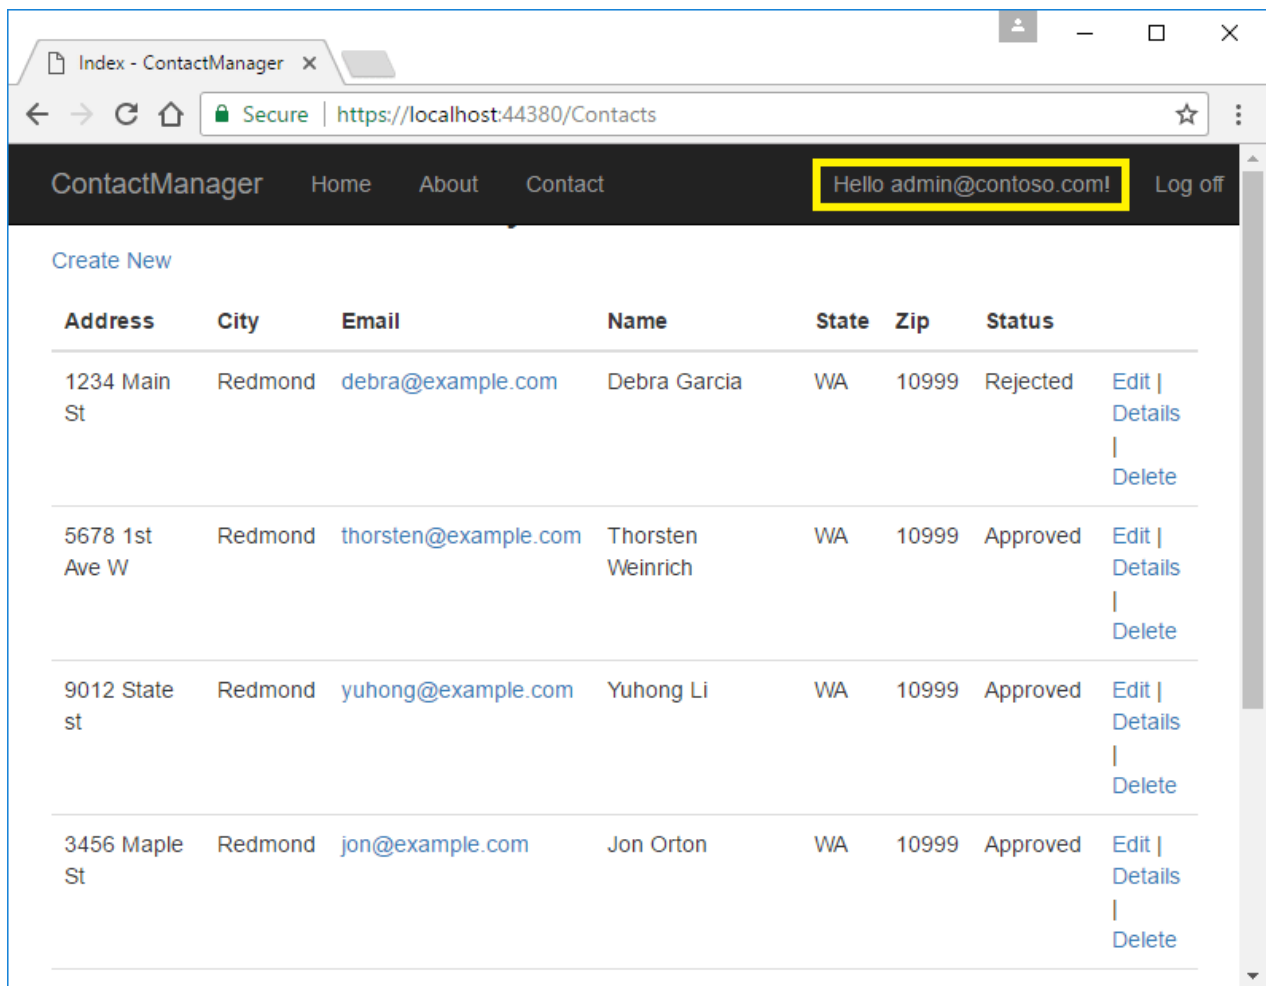 Index - ContactManager
Secure https://localhost:44380/Contacts
ContactManager Home About Contact Hello admin@contoso.com! Log off
Create New
Address City Email Name State Zip Status
1234 Main Redmond debra@example.com Debra Garcia WA 10999 Rejected Edit |
St Details
|
Delete
5678 1st Redmond thorsten@example.com Thorsten WA 10999 Approved Edit |
Ave W Weinrich Details
|
Delete
9012 State Redmond yuhong@example.com Yuhong Li WA 10999 Approved Edit |
st Details
|
Delete
3456 Maple Redmond jon@example.com Jon Orton WA 10999 Approved Edit |
St Details
|
Delete